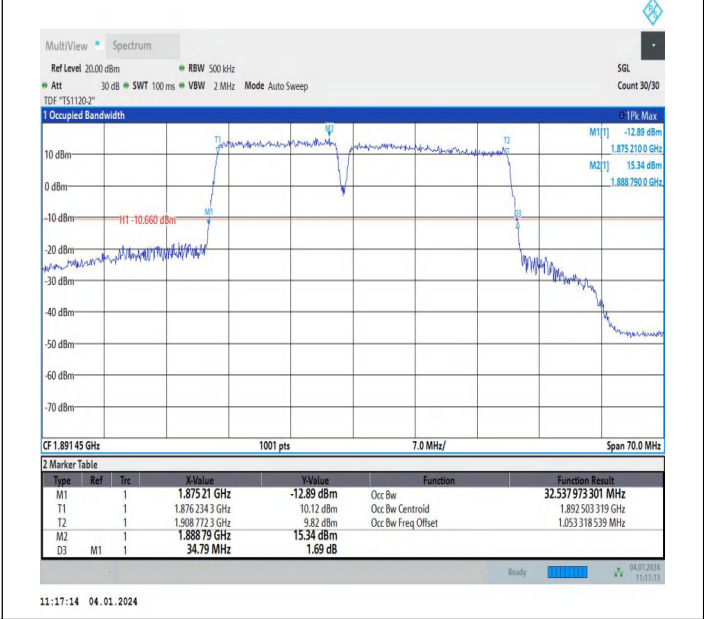 R S
MultiView Spectrum
Ref Level 20.00 dBm RBW 500 kHz SGL
Att 30 dB SWT 100 ms VBW 2 MHz Mode Auto Sweep Count 30/30
TDF "TS1120-2"
1 Occupied Bandwidth 1Pk Max
M1[1] -12.89 dBm
1.875 210 0 GHz
M2[1] 15.34 dBm
1.888 790 0 GHz
M2
T1
T2
10 dBm
0 dBm
M1
D3
-10 dBm
H1 -10.660 dBm
-20 dBm
-30 dBm
-40 dBm
-50 dBm
-60 dBm
-70 dBm
CF 1.891 45 GHz 1001 pts 7.0 MHz/ Span 70.0 MHz
2 Marker Table
Type Ref Trc X-Value Y-Value Function Function Result
M1 1 1.875 21 GHz -12.89 dBm Occ Bw 32.537 973 301 MHz
T1 1 1.876 234 3 GHz 10.12 dBm Occ Bw Centroid 1.892 503 319 GHz
T2 1 1.908 772 3 GHz 9.82 dBm Occ Bw Freq Offset 1.053 318 539 MHz
M2 1 1.888 79 GHz 15.34 dBm
D3 M1 1 34.79 MHz 1.69 dB
Ready 04.01.2024
11:17:13
11:17:14 04.01.2024